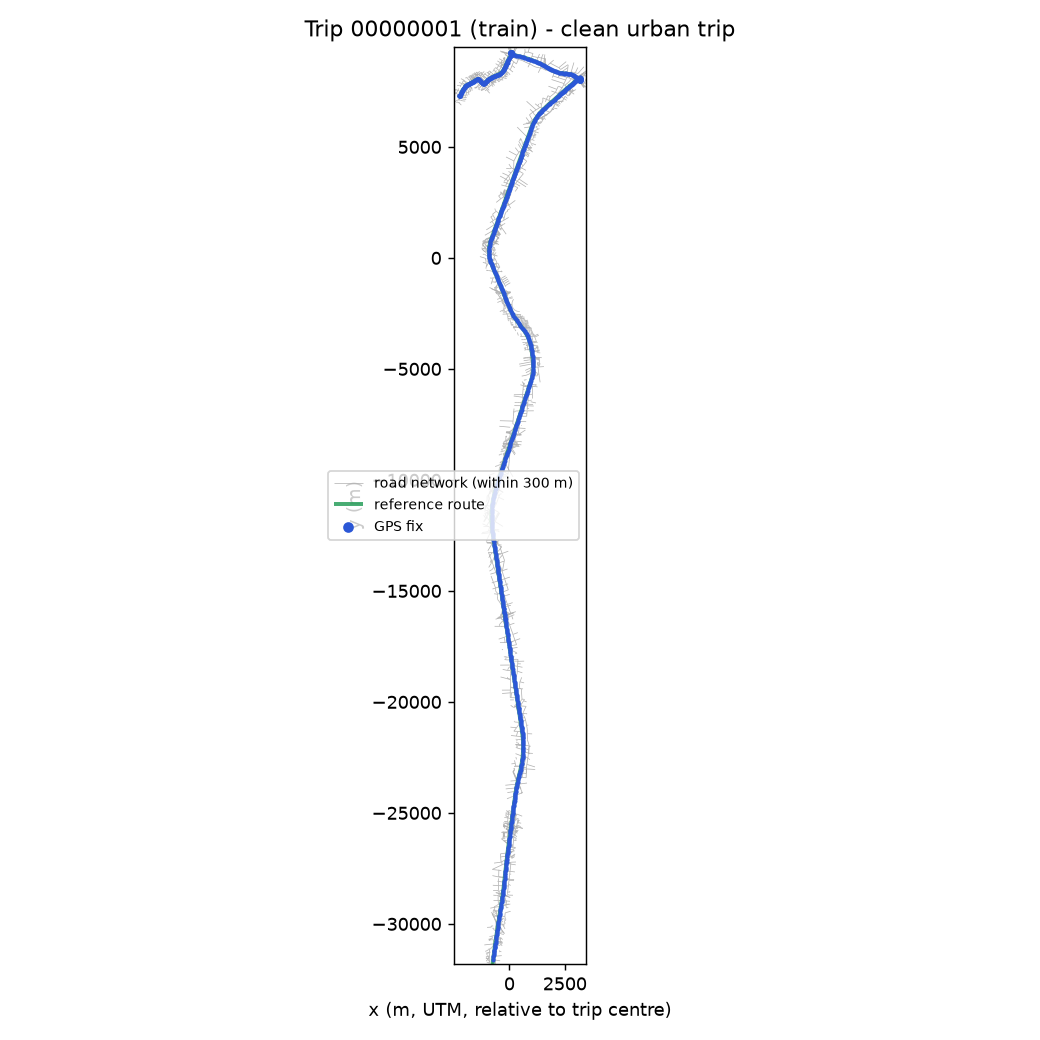 Trip 00000001 (train) - clean urban trip
5000
0
−5000
−10000
y (m)
road network (within 300 m)
reference route
GPS fix
−15000
−20000
−25000
−30000
0 2500
x (m, UTM, relative to trip centre)